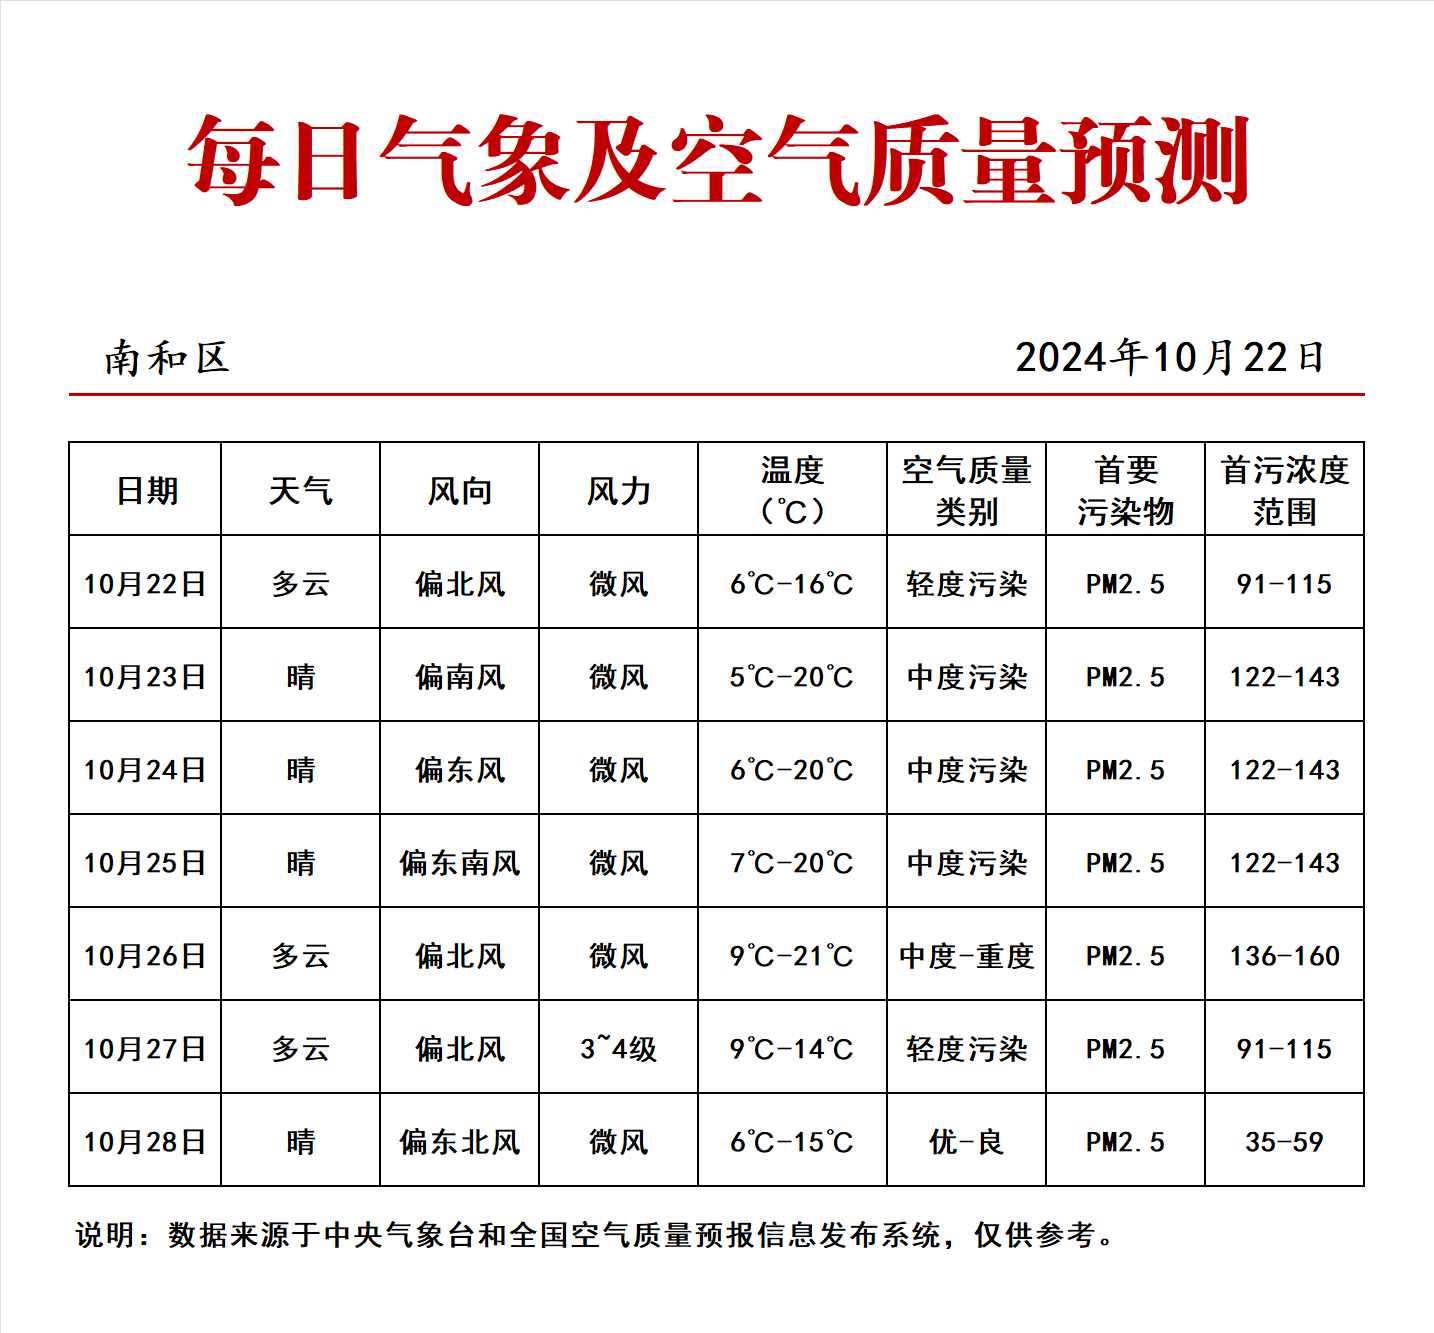 每日气象及空气质量预测
南和区 2024年10月22日
日期 天气 风向 风力 温度（℃） 空气质量类别 首要污染物 首污浓度范围
10月22日 多云 偏北风 微风 6℃-16℃ 轻度污染 PM2.5 91-115
10月23日 晴 偏南风 微风 5℃-20℃ 中度污染 PM2.5 122-143
10月24日 晴 偏东风 微风 6℃-20℃ 中度污染 PM2.5 122-143
10月25日 晴 偏东南风 微风 7℃-20℃ 中度污染 PM2.5 122-143
10月26日 多云 偏北风 微风 9℃-21℃ 中度-重度 PM2.5 136-160
10月27日 多云 偏北风 3~4级 9℃-14℃ 轻度污染 PM2.5 91-115
10月28日 晴 偏东北风 微风 6℃-15℃ 优-良 PM2.5 35-59
说明：数据来源于中央气象台和全国空气质量预报信息发布系统，仅供参考。